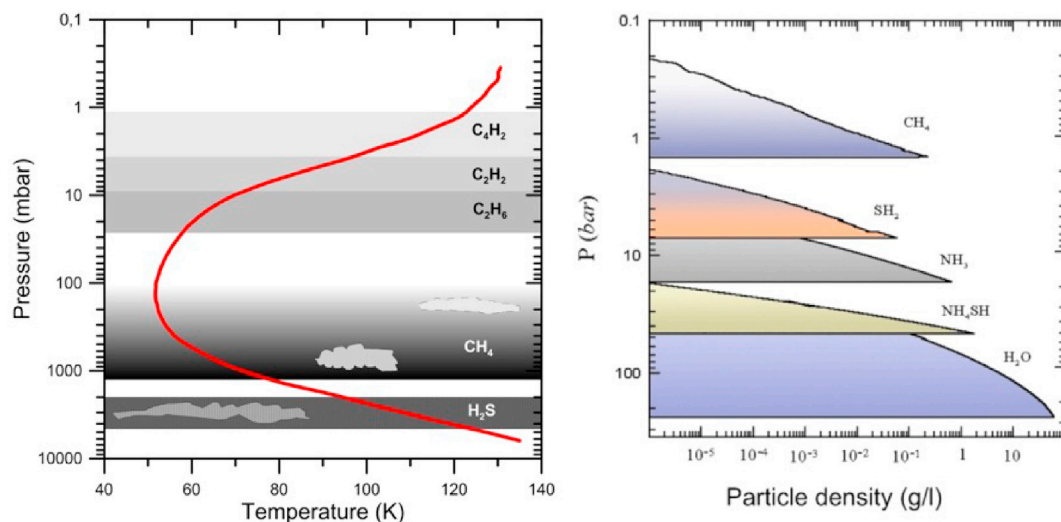 0,1
1
10
100
1000
10000
Pressure (mbar)
C₄H₂
C₂H₂
C₂H₆
CH₄
H₂S
40 60 80 100 120 140
Temperature (K)
0.1
1
10
100
P (bar)
CH₄
SH₂
NH₃
NH₄SH
H₂O
10⁻⁵ 10⁻⁴ 10⁻³ 10⁻² 10⁻¹ 1 10
Particle density (g/l)